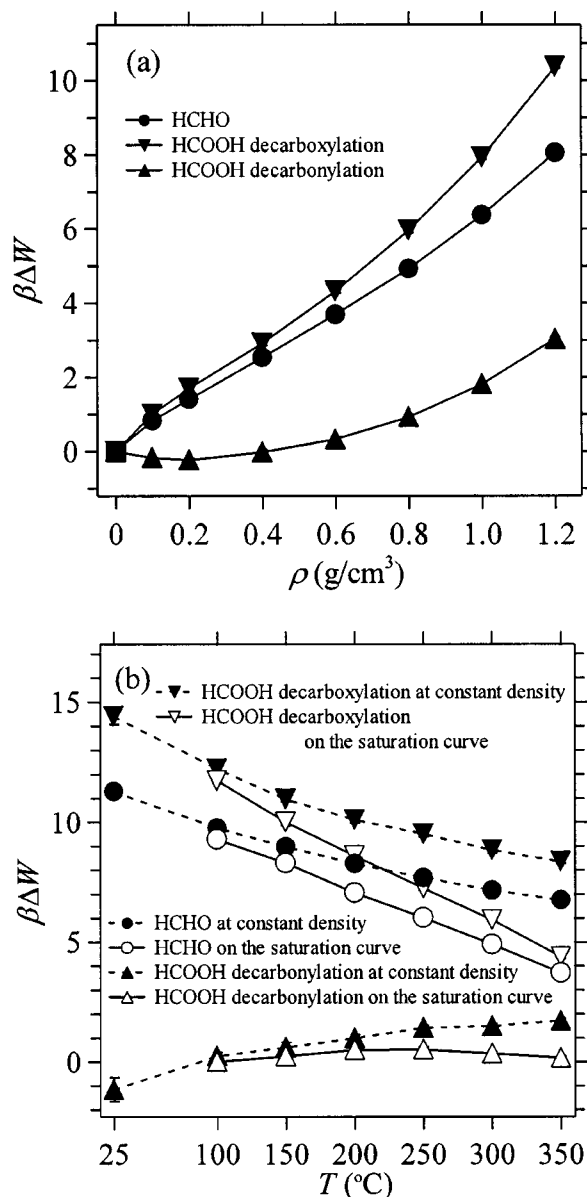 (a)
HCHO
HCOOH decarboxylation
HCOOH decarbonylation
10
8
6
4
2
0
βΔW
0 0.2 0.4 0.6 0.8 1.0 1.2
ρ (g/cm³)
(b)
HCOOH decarboxylation at constant density
HCOOH decarboxylation
on the saturation curve
15
10
5
0
βΔW
HCHO at constant density
HCHO on the saturation curve
HCOOH decarbonylation at constant density
HCOOH decarbonylation on the saturation curve
25 100 150 200 250 300 350
T (ºC)